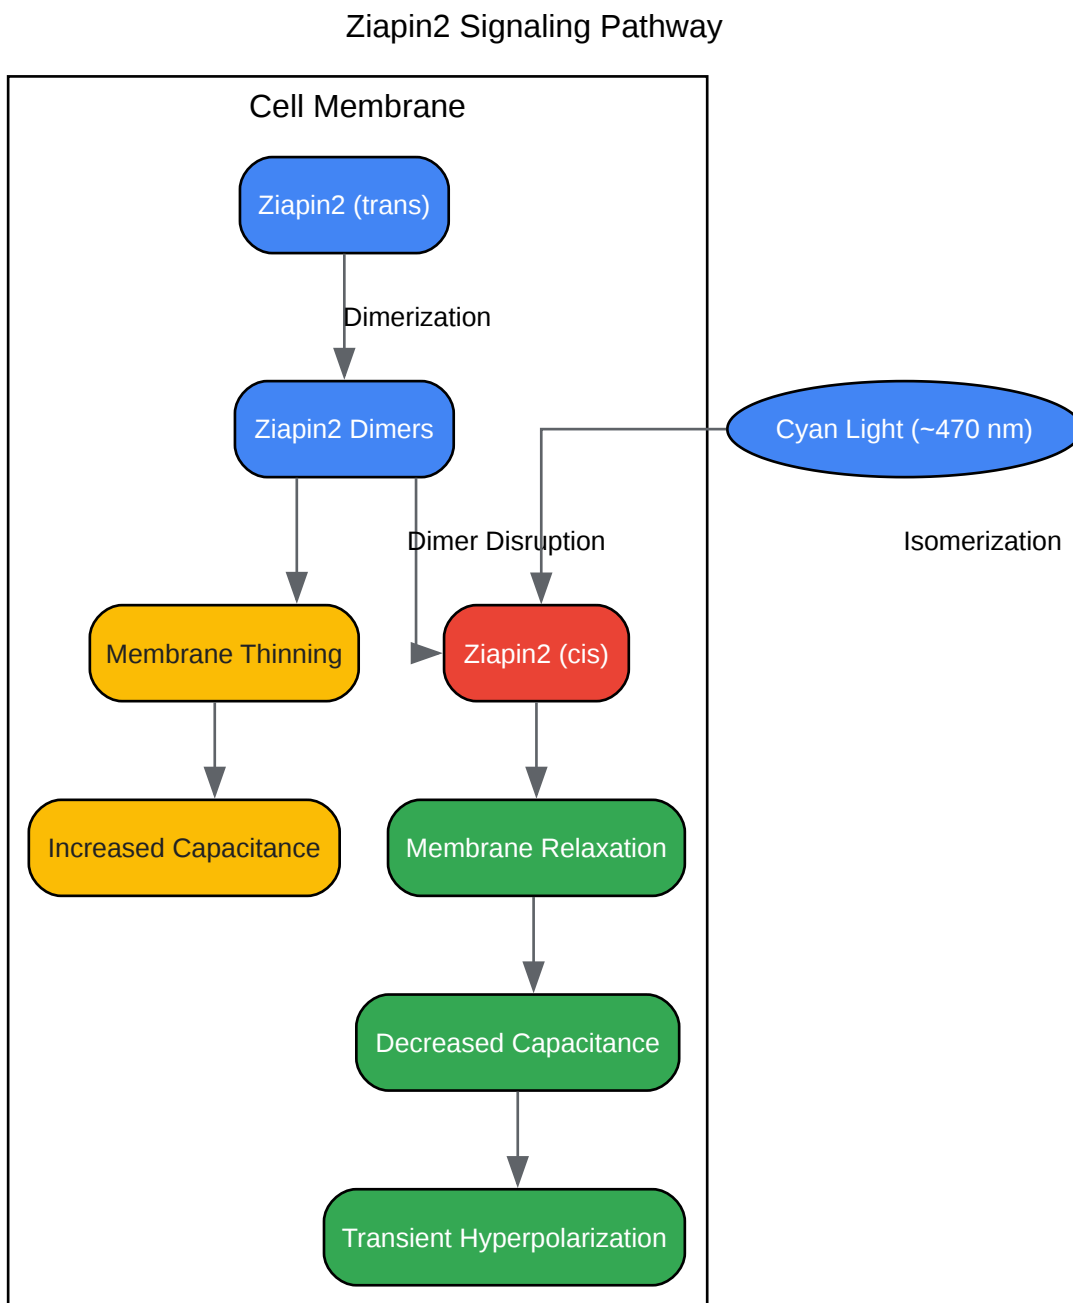 Ziapin2 Signaling Pathway
Cell Membrane
Ziapin2 (trans)
Dimerization
Ziapin2 Dimers
Cyan Light (~470 nm)
Dimer Disruption
Isomerization
Membrane Thinning
Ziapin2 (cis)
Increased Capacitance
Membrane Relaxation
Decreased Capacitance
Transient Hyperpolarization